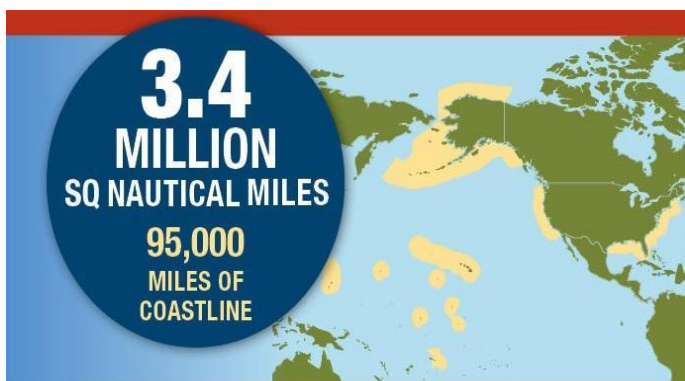 3.4
MILLION
SQ NAUTICAL MILES
95,000
MILES OF
COASTLINE